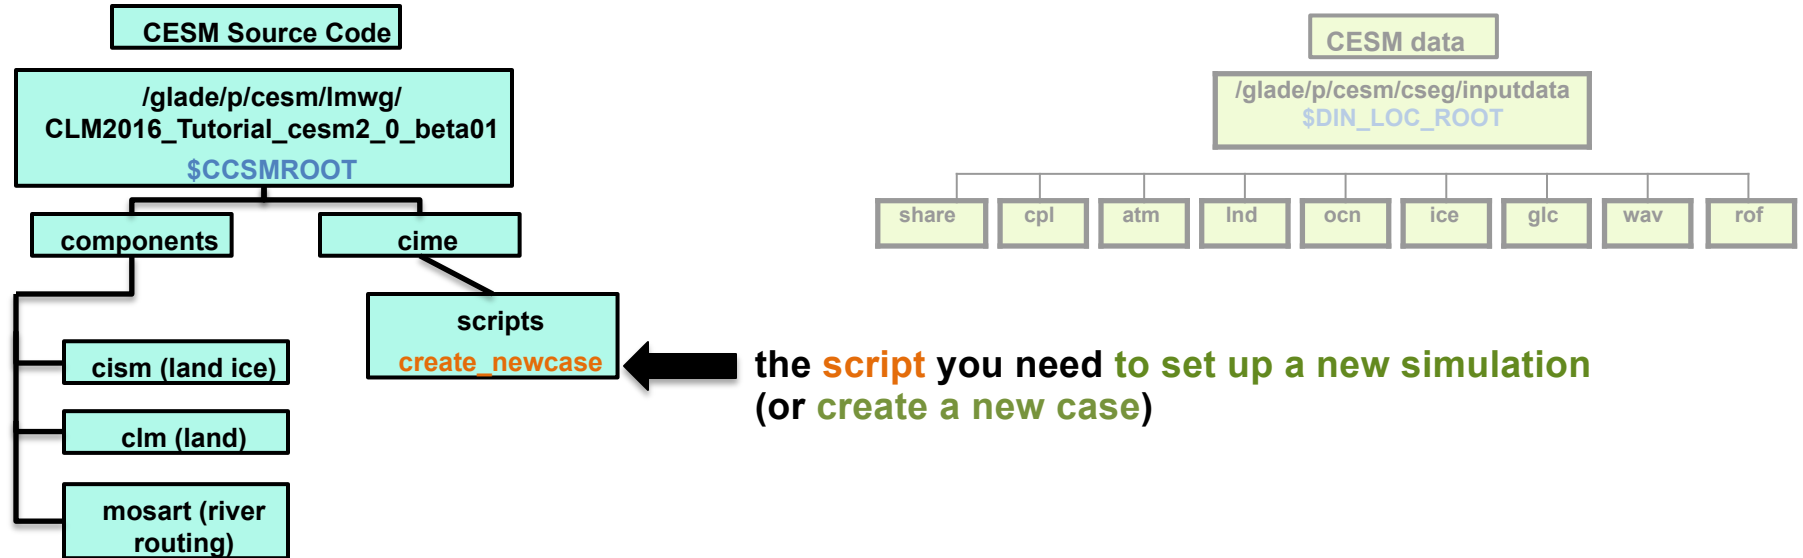 CESM Source Code
/glade/p/cesm/lmwg/
CLM2016_Tutorial_cesm2_0_beta01
$CCSMROOT
components
cime
scripts
create_newcase
cism (land ice)
clm (land)
mosart (river
routing)
CESM data
/glade/p/cesm/cseg/inputdata
$DIN_LOC_ROOT
share
cpl
atm
lnd
ocn
ice
glc
wav
rof
the script you need to set up a new simulation
(or create a new case)